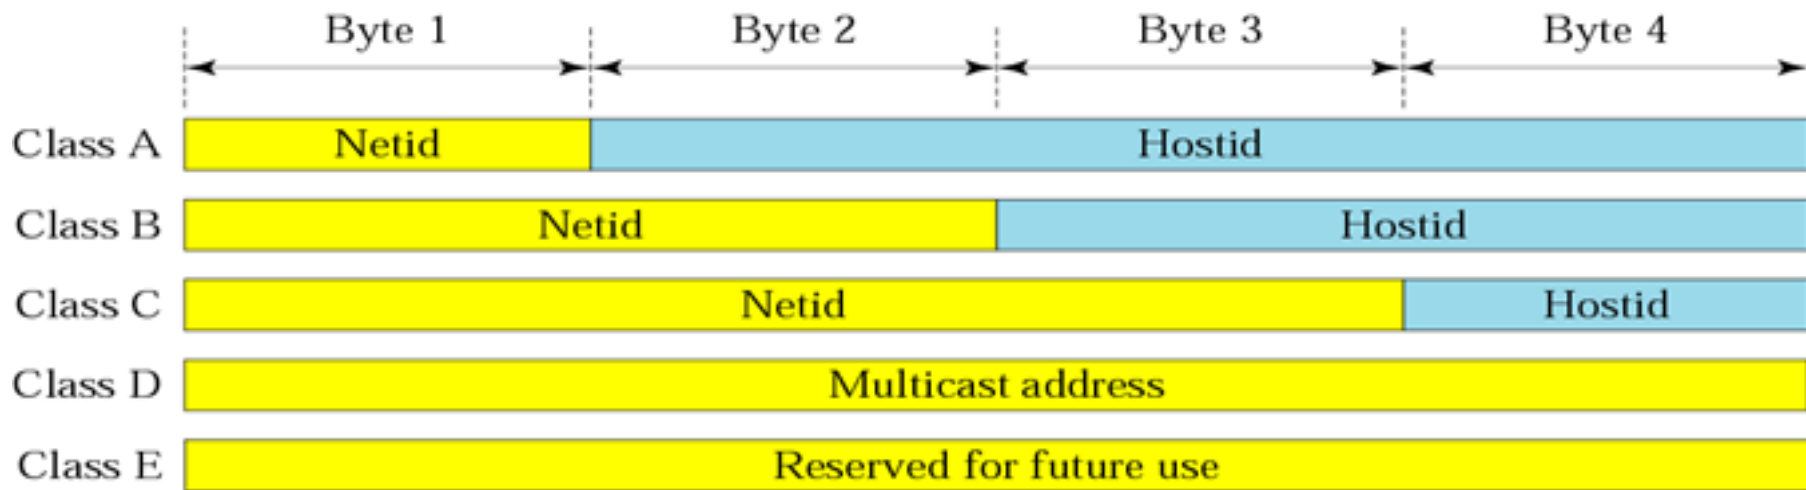 Byte 1 Byte 2 Byte 3 Byte 4
Class A Netid Hostid
Class B Netid Hostid
Class C Netid Hostid
Class D Multicast address
Class E Reserved for future use